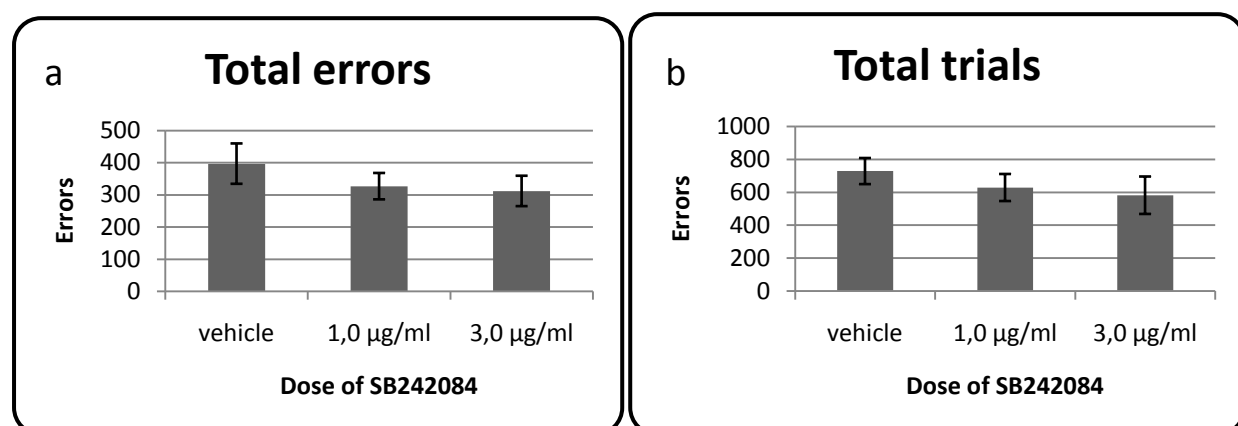 a
Total errors
500
400
300
200
100
0
Errors
vehicle 1,0 µg/ml 3,0 µg/ml
Dose of SB242084
b
Total trials
1000
800
600
400
200
0
Errors
vehicle 1,0 µg/ml 3,0 µg/ml
Dose of SB242084